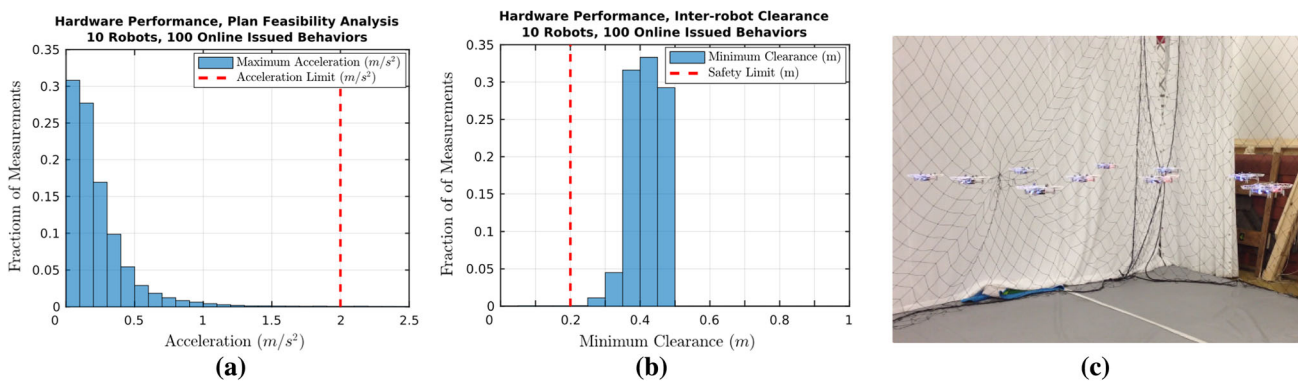 Hardware Performance, Plan Feasibility Analysis
10 Robots, 100 Online Issued Behaviors
0.35
0.3
0.25
0.2
0.15
0.1
0.05
0
Fractionn of Measurements
Maximum Acceleration (m/s²)
Acceleration Limit (m/s²)
0
0.5
1
1.5
2
2.5
Acceleration (m/s²)
(a)
Hardware Performance, Inter-robot Clearance
10 Robots, 100 Online Issued Behaviors
0.35
0.3
0.25
0.2
0.15
0.1
0.05
0
Fraction of Measurements
Minimum Clearance (m)
Safety Limit (m)
0
0.2
0.4
0.6
0.8
1
Minimum Clearance (m)
(b)
(c)